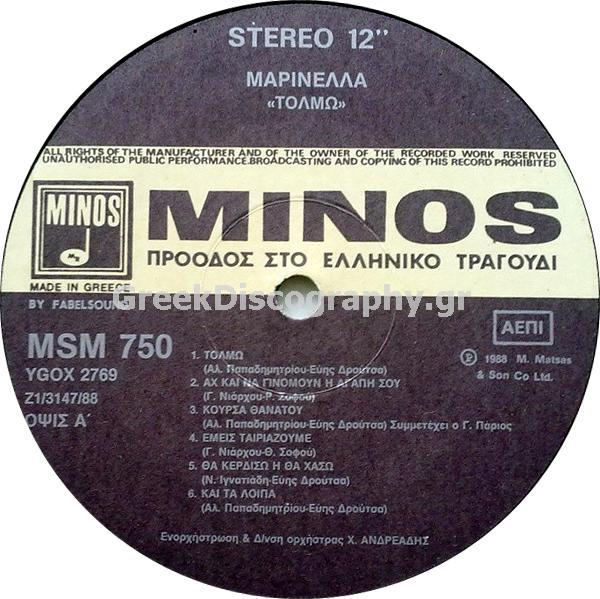 STEREO 12"
ΜΑΡΙΝΕΛΛΑ
«ΤΟΛΜΩ»
ALL RIGHTS OF THE MANUFACTURER AND OF THE OWNER OF THE RECORDED WORK RESERVED
UNAUTHORISED PUBLIC PERFORMANCE.BROADCASTING AND COPYING OF THIS RECORD PROHIBITED
MINOS
MINOS
ΠΡΟΟΔΟΣ ΣΤΟ ΕΛΛΗΝΙΚΟ ΤΡΑΓΟΥΔΙ
MADE IN GREECE
BY FABELSOUND
GreekDiscography.gr
MSM 750
YGOX 2769
Z1/3147/88
ΟΨΙΣ Α΄
ΑΕΠΙ
Ⓟ 1988 M. Matsas
& Son Co Ltd.
1. ΤΟΛΜΩ
(Αλ. Παπαδημητρίου-Εύης Δρούτσα)
2. ΑΧ ΚΑΙ ΝΑ ΓΙΝΟΜΟΥΝ Η ΑΓΑΠΗ ΣΟΥ
(Γ. Νιάρχου-Ρ. Σοφού)
3. ΚΟΥΡΣΑ ΘΑΝΑΤΟΥ
(Αλ. Παπαδημητρίου-Εύης Δρούτσα) Συμμετέχει ο Γ. Πάριος
4. ΕΜΕΙΣ ΤΑΙΡΙΑΖΟΥΜΕ
(Γ. Νιάρχου-Θ. Σοφού)
5. ΘΑ ΚΕΡΔΙΣΩ Η ΘΑ ΧΑΣΩ
(Ν. Ιγνατιάδη-Εύης Δρούτσα)
6. ΚΑΙ ΤΑ ΛΟΙΠΑ
(Αλ. Παπαδημητρίου-Εύης Δρούτσα)
Ενορχήστρωση & Δ/νση ορχήστρας Χ. ΑΝΔΡΕΑΔΗΣ